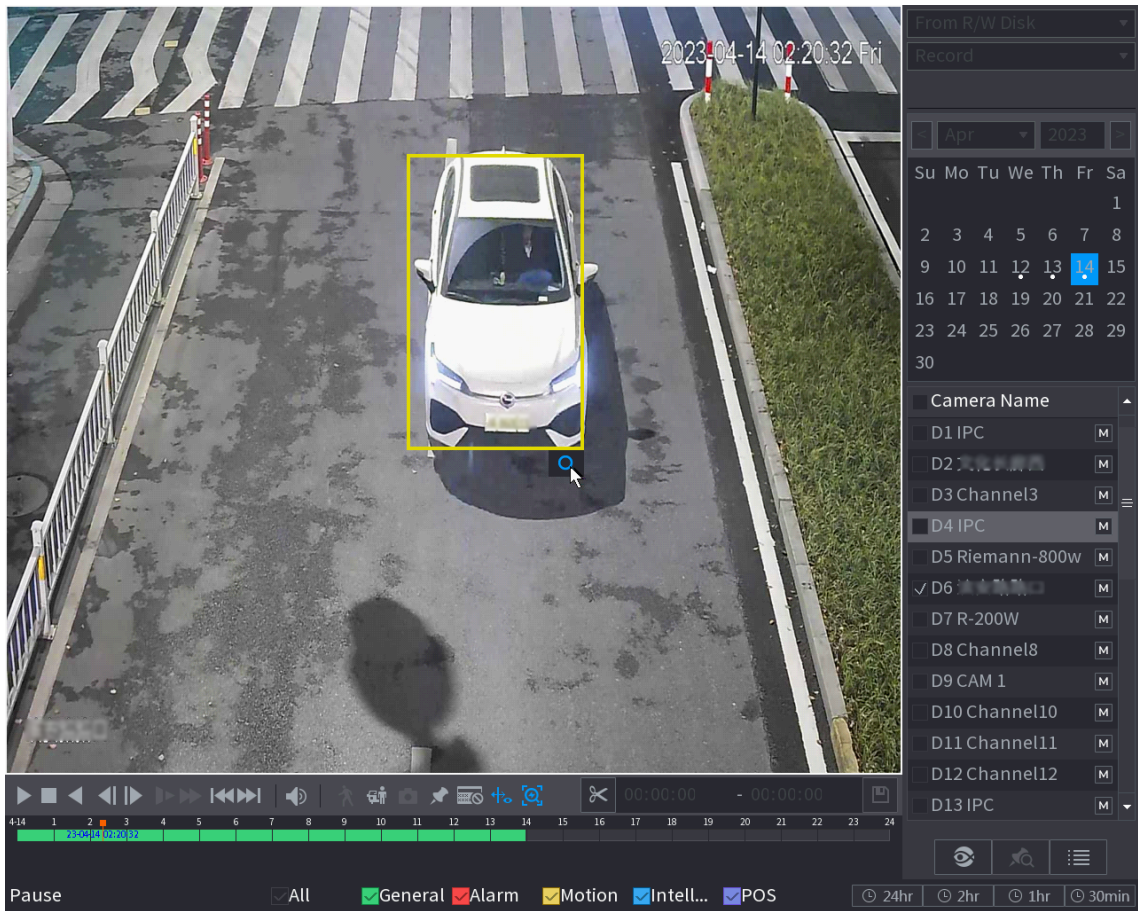 2023-04-14 02:20:32 Fri
From R/W Disk
Record
< Apr 2023 >
Su Mo Tu We Th Fr Sa
1
2 3 4 5 6 7 8
9 10 11 12 13 14 15
16 17 18 19 20 21 22
23 24 25 26 27 28 29
30
Camera Name
D1 IPC M
D2 M
D3 Channel3 M
D4 IPC M
D5 Riemann-800w M
D6 M
D7 R-200W M
D8 Channel8 M
D9 CAM 1 M
D10 Channel10 M
D11 Channel11 M
D12 Channel12 M
D13 IPC M
00:00:00 - 00:00:00
4-14 1 2 3 4 5 6 7 8 9 10 11 12 13 14 15 16 17 18 19 20 21 22 23 24
23-04-14 02:20:32
Pause
All General Alarm Motion Intell... POS
24hr 2hr 1hr 30min